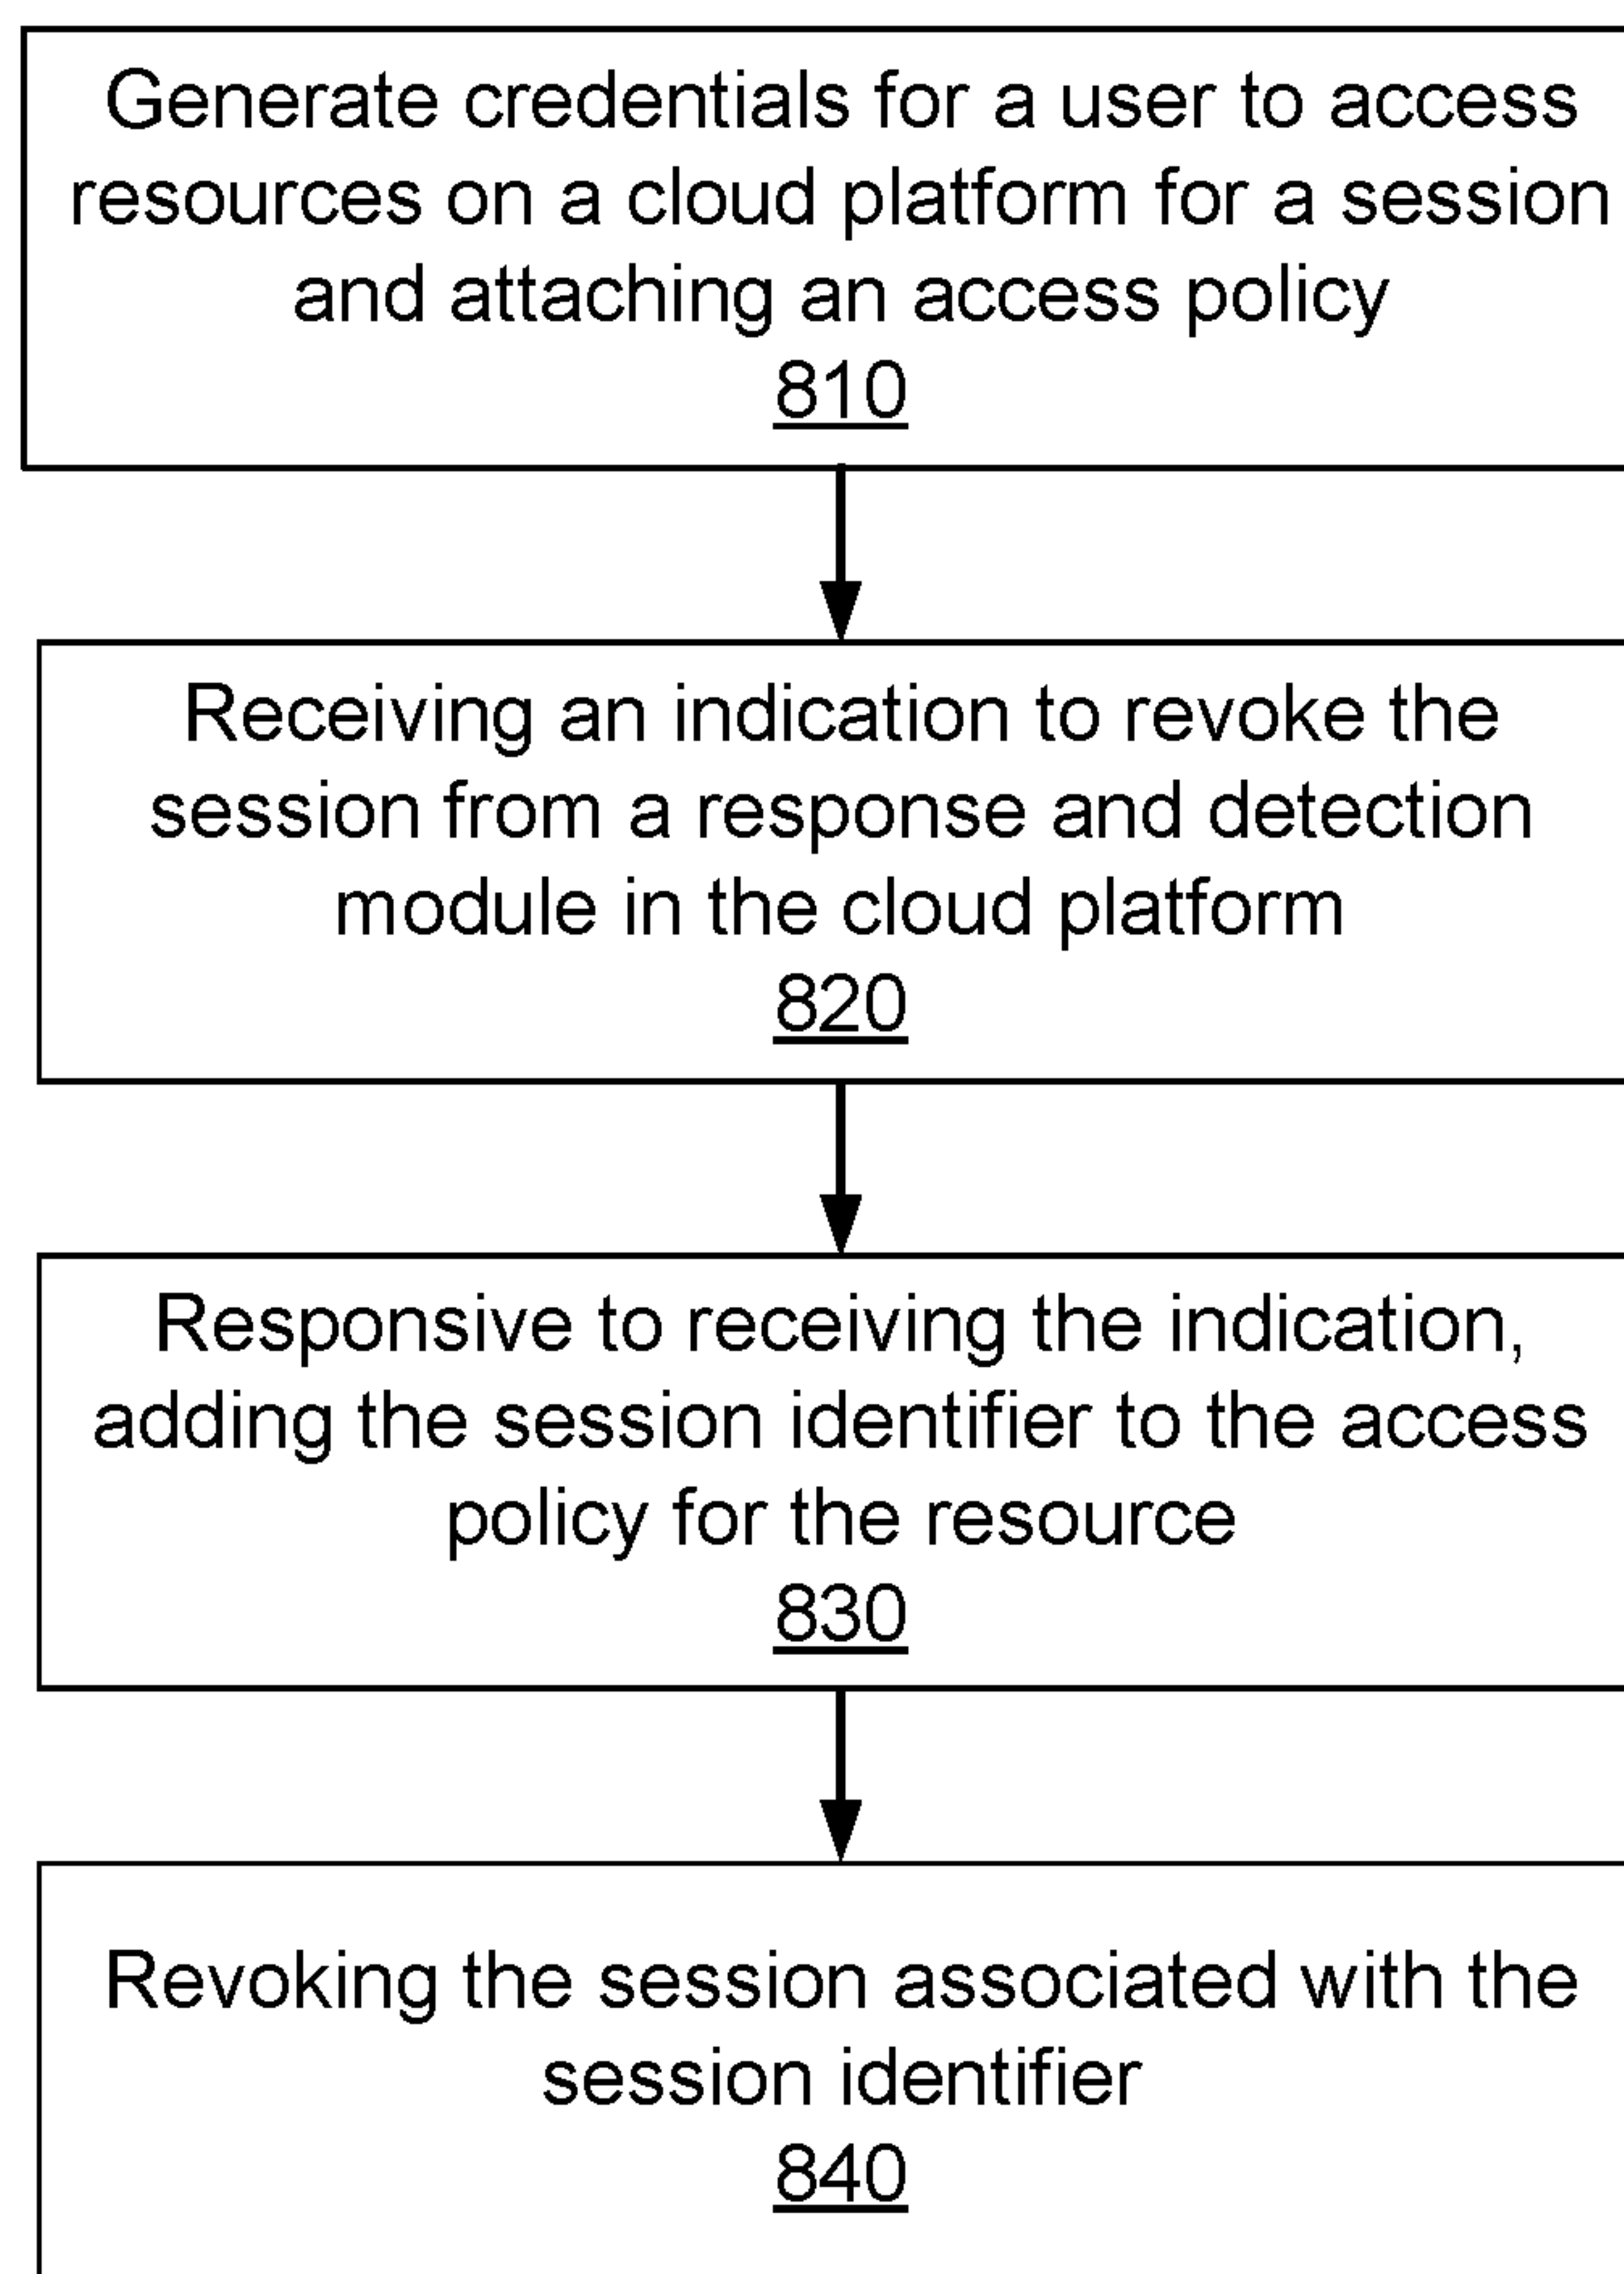 Generate credentials for a user to access
resources on a cloud platform for a session
and attaching an access policy
810
Receiving an indication to revoke the
session from a response and detection
module in the cloud platform
820
Responsive to receiving the indication,
adding the session identifier to the access
policy for the resource
830
Revoking the session associated with the
session identifier
840